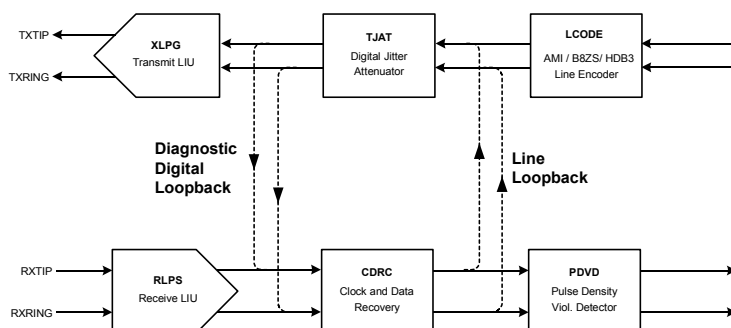 TXTIP
TXRING
XLPG
Transmit LIU
TJAT
Digital Jitter
Attenuator
LCODE
AMI / B8ZS/ HDB3
Line Encoder
Diagnostic
Digital
Loopback
Line
Loopback
RXTIP
RXRING
RLPS
Receive LIU
CDRC
Clock and Data
Recovery
PDVD
Pulse Density
Viol. Detector